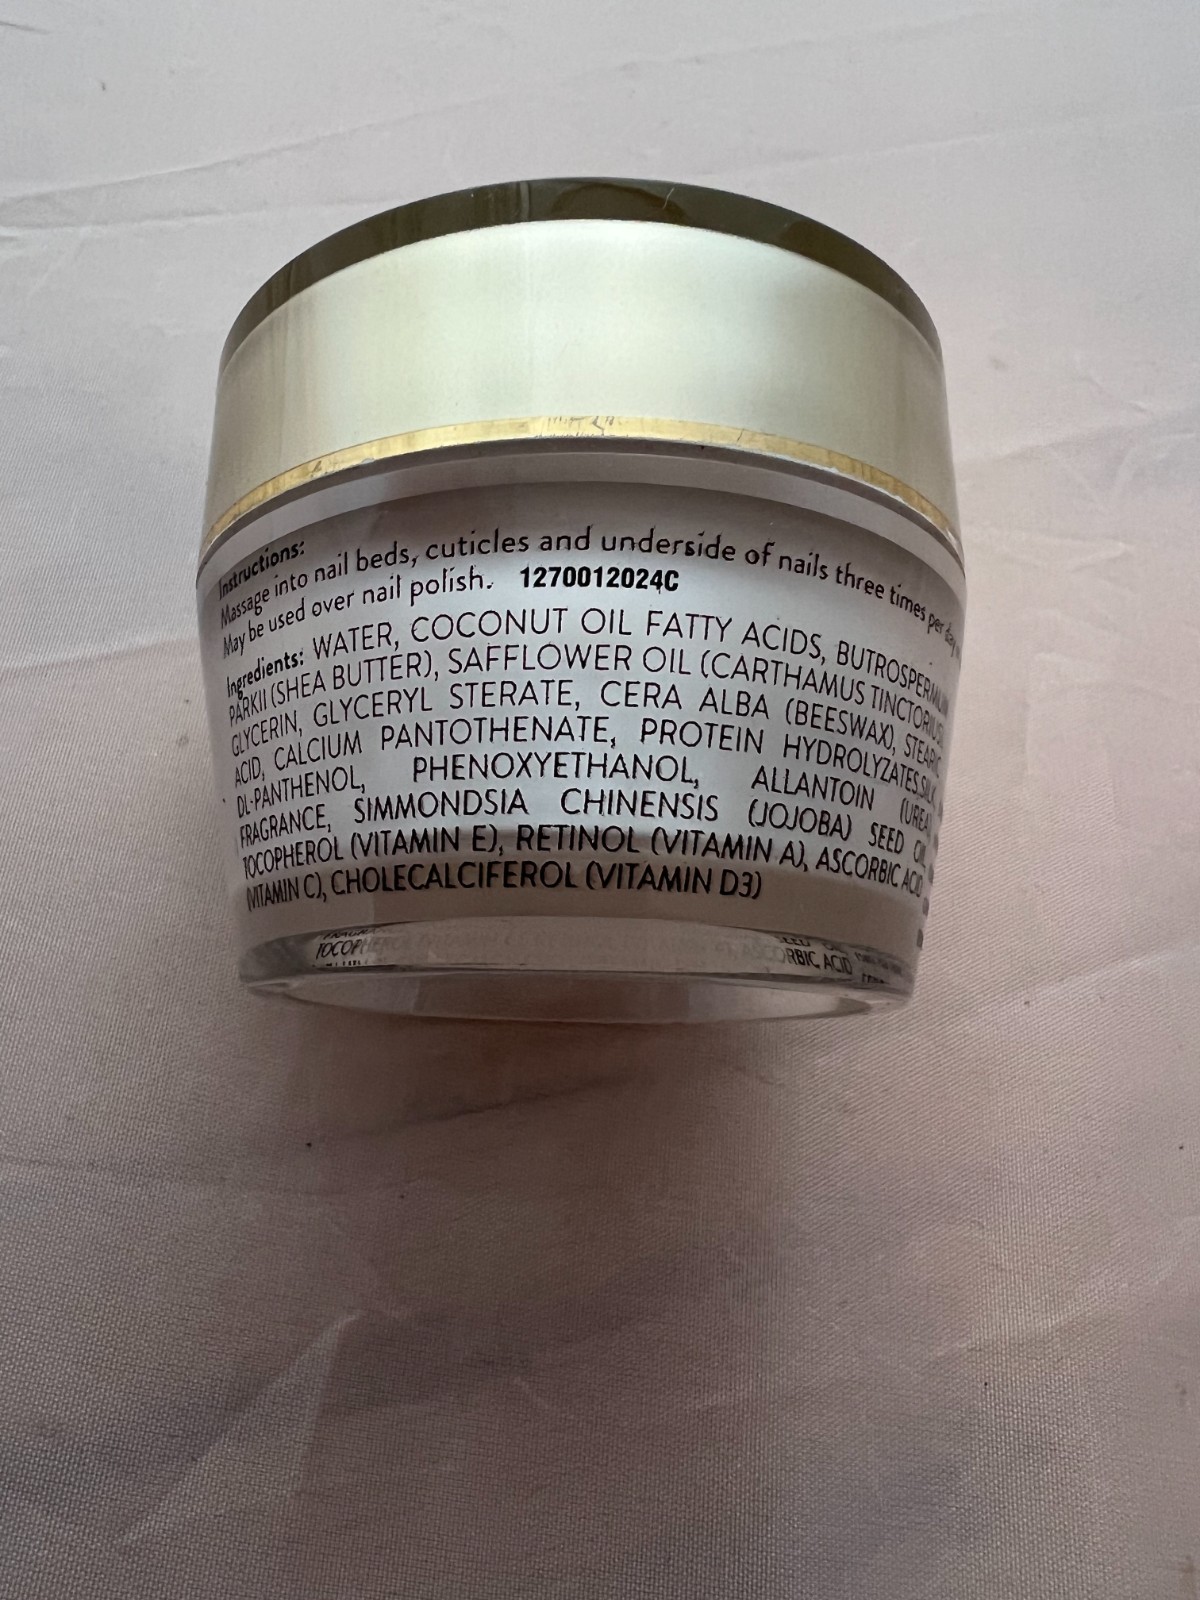 Instructions:
Massage into nail beds, cuticles and underside of nails three times per day
May be used over nail polish. 1270012024C
Ingredients: WATER, COCONUT OIL FATTY ACIDS, BUTROSPERMUM
PARKII (SHEA BUTTER), SAFFLOWER OIL (CARTHAMUS TINCTORIUS
GLYCERIN, GLYCERYL STERATE, CERA ALBA (BEESWAX), STEARIC
ACID, CALCIUM PANTOTHENATE, PROTEIN HYDROLYZATES, SILK,
DL-PANTHENOL, PHENOXYETHANOL, ALLANTOIN (UREA)
FRAGRANCE, SIMMONDSIA CHINENSIS (JOJOBA) SEED OIL,
TOCOPHEROL (VITAMIN E), RETINOL (VITAMIN A), ASCORBIC ACID
(VITAMIN C), CHOLECALCIFEROL (VITAMIN D3)